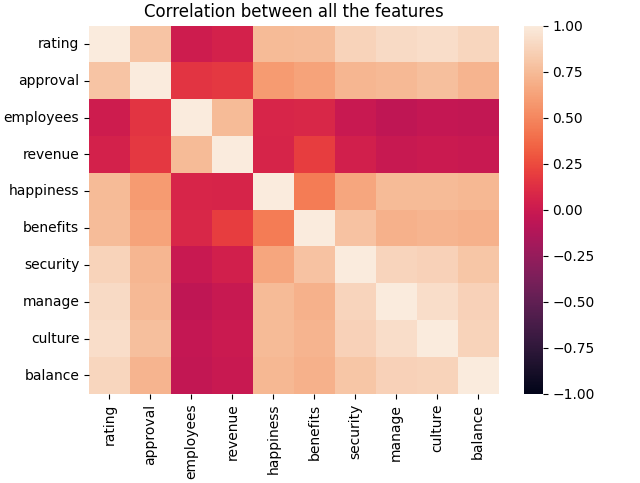 Correlation between all the features
rating
approval
employees
revenue
happiness
benefits
security
manage
culture
balance
rating
approval
employees
revenue
happiness
benefits
security
manage
culture
balance
1.00
0.75
0.50
0.25
0.00
−0.25
−0.50
−0.75
−1.00